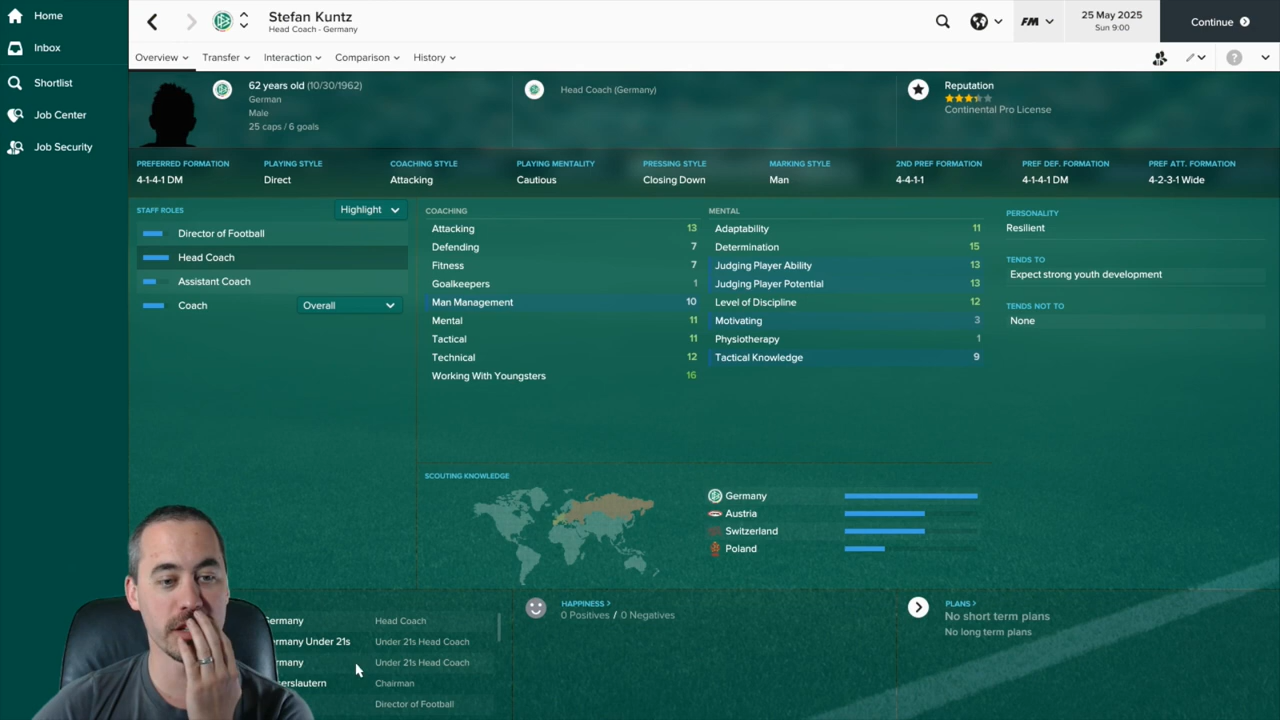 Home
Inbox
Shortlist
Job Center
Job Security
Stefan Kuntz
Head Coach - Germany
FM
25 May 2025
Sun 9:00
Continue
Overview
Transfer
Interaction
Comparison
History
?
62 years old (10/30/1962)
German
Male
25 caps / 6 goals
Head Coach (Germany)
Reputation
Continental Pro License
PREFERRED FORMATION
4-1-4-1 DM
PLAYING STYLE
Direct
COACHING STYLE
Attacking
PLAYING MENTALITY
Cautious
PRESSING STYLE
Closing Down
MARKING STYLE
Man
2ND PREF FORMATION
4-4-1-1
PREF DEF. FORMATION
4-1-4-1 DM
PREF ATT. FORMATION
4-2-3-1 Wide
STAFF ROLES
Highlight
Director of Football
Head Coach
Assistant Coach
Coach
Overall
COACHING
Attacking 13
Defending 7
Fitness 7
Goalkeepers 1
Man Management 10
Mental 11
Tactical 11
Technical 12
Working With Youngsters 16
MENTAL
Adaptability 11
Determination 15
Judging Player Ability 13
Judging Player Potential 13
Level of Discipline 12
Motivating 3
Physiotherapy 1
Tactical Knowledge 9
PERSONALITY
Resilient
TENDS TO
Expect strong youth development
TENDS NOT TO
None
SCOUTING KNOWLEDGE
Germany
Austria
Switzerland
Poland
Germany Head Coach
rmany Under 21s Under 21s Head Coach
rmany Under 21s Head Coach
erslautern Chairman
Director of Football
HAPPINESS >
0 Positives / 0 Negatives
PLANS >
No short term plans
No long term plans